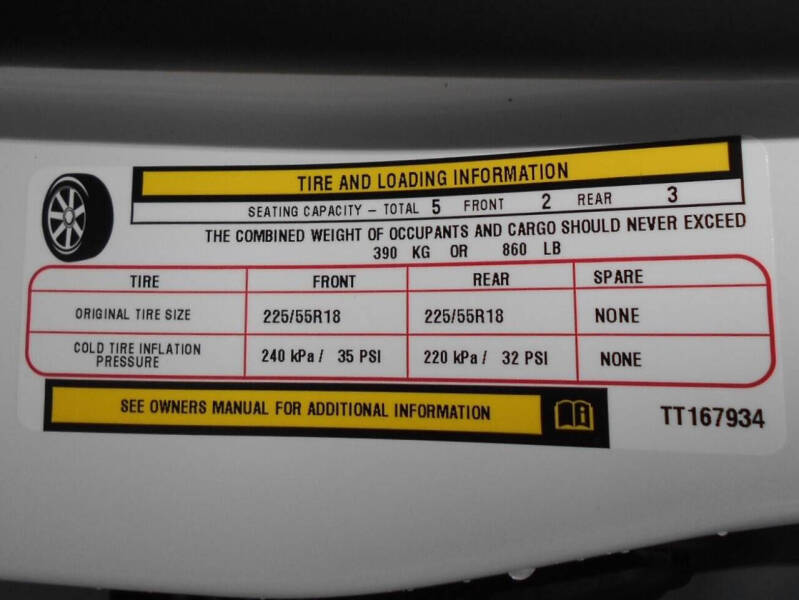 TIRE AND LOADING INFORMATION
SEATING CAPACITY – TOTAL 5 FRONT 2 REAR 3
THE COMBINED WEIGHT OF OCCUPANTS AND CARGO SHOULD NEVER EXCEED
390 KG OR 860 LB
TIRE FRONT REAR SPARE
ORIGINAL TIRE SIZE 225/55R18 225/55R18 NONE
COLD TIRE INFLATION
PRESSURE 240 kPa / 35 PSI 220 kPa / 32 PSI NONE
SEE OWNERS MANUAL FOR ADDITIONAL INFORMATION
TT167934